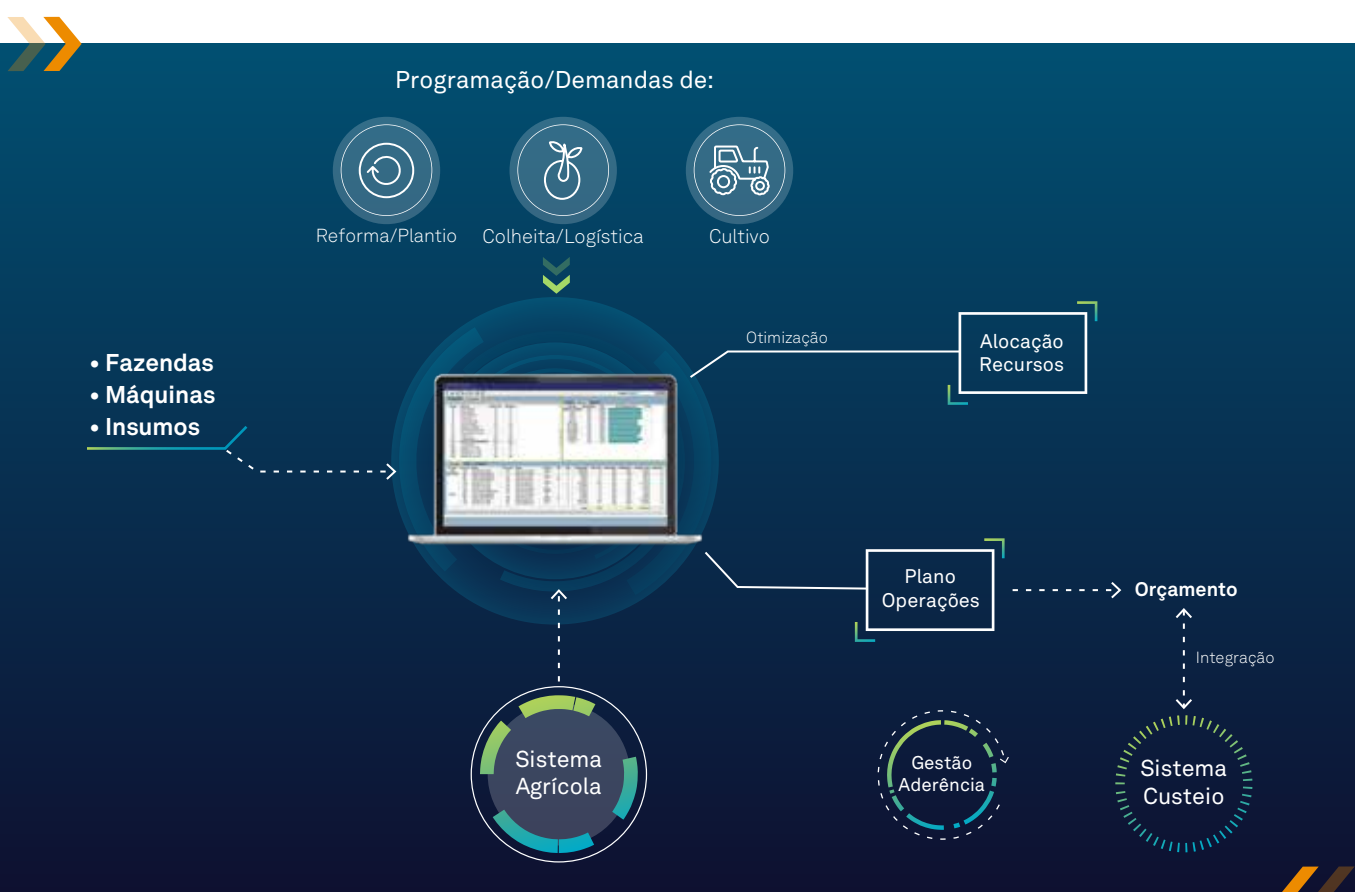 Programação/Demandas de:
Reforma/Plantio
Colheita/Logística
Cultivo
• Fazendas
• Máquinas
• Insumos
Otimização
Alocação
Recursos
Plano
Operações
Orçamento
Integração
Sistema
Agrícola
Gestão
Aderência
Sistema
Custeio